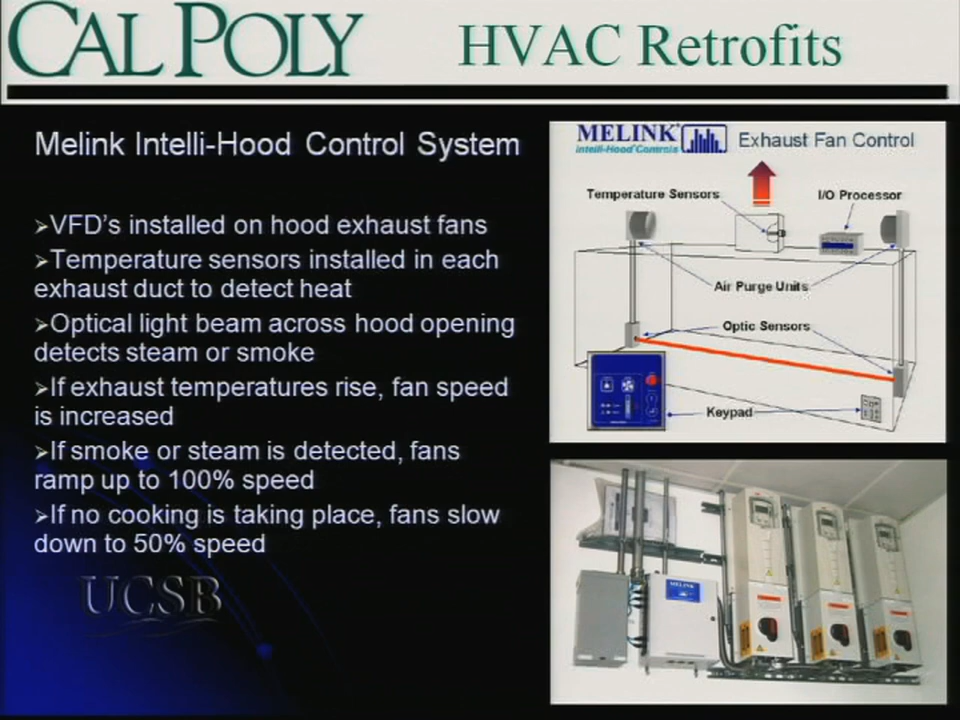 CAL POLY
HVAC Retrofits
Melink Intelli-Hood Control System
➢VFD's installed on hood exhaust fans
➢Temperature sensors installed in each
exhaust duct to detect heat
➢Optical light beam across hood opening
detects steam or smoke
➢If exhaust temperatures rise, fan speed
is increased
➢If smoke or steam is detected, fans
ramp up to 100% speed
➢If no cooking is taking place, fans slow
down to 50% speed
UCSB
MELINK®
Intelli-Hood® Controls
Exhaust Fan Control
Temperature Sensors
I/O Processor
Air Purge Units
Optic Sensors
Keypad
MELINK